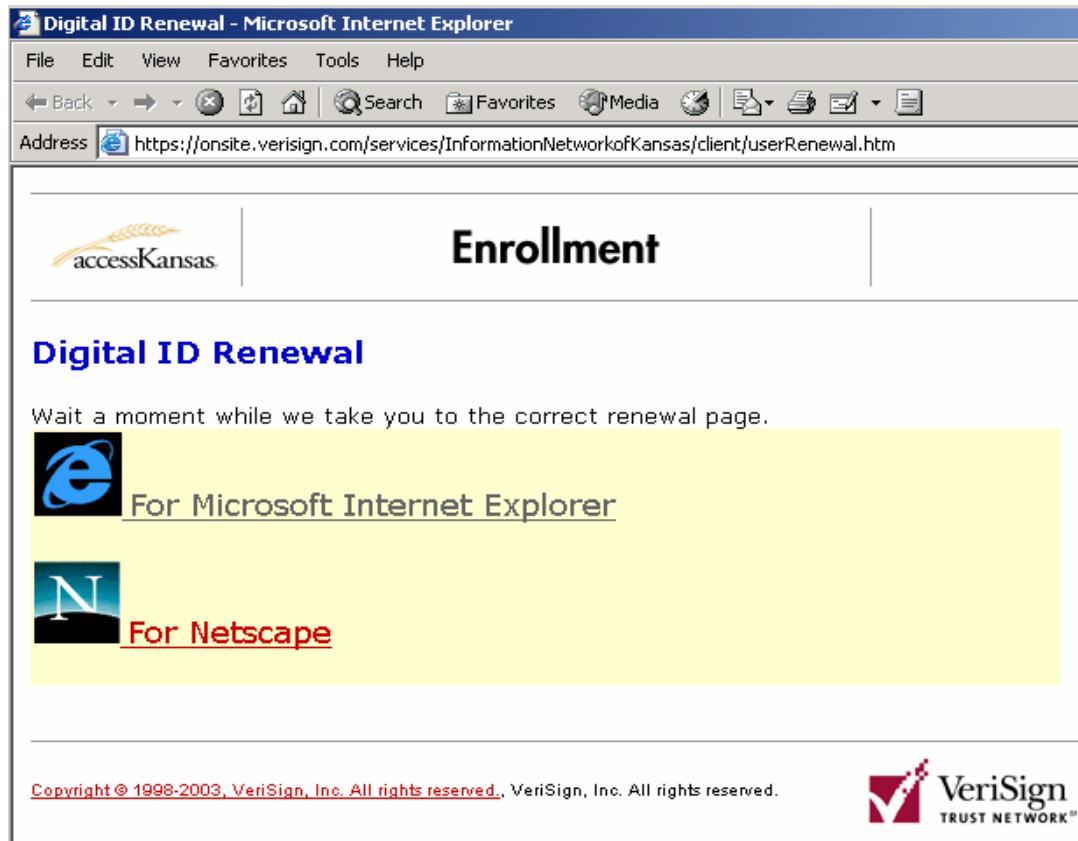 Digital ID Renewal - Microsoft Internet Explorer
File Edit View Favorites Tools Help
Back Search Favorites Media
Address https://onsite.verisign.com/services/InformationNetworkofKansas/client/userRenewal.htm
accessKansas
Enrollment
Digital ID Renewal
Wait a moment while we take you to the correct renewal page.
For Microsoft Internet Explorer
N
For Netscape
Copyright © 1998-2003, VeriSign, Inc. All rights reserved., VeriSign, Inc. All rights reserved.
VeriSign
TRUST NETWORK℠